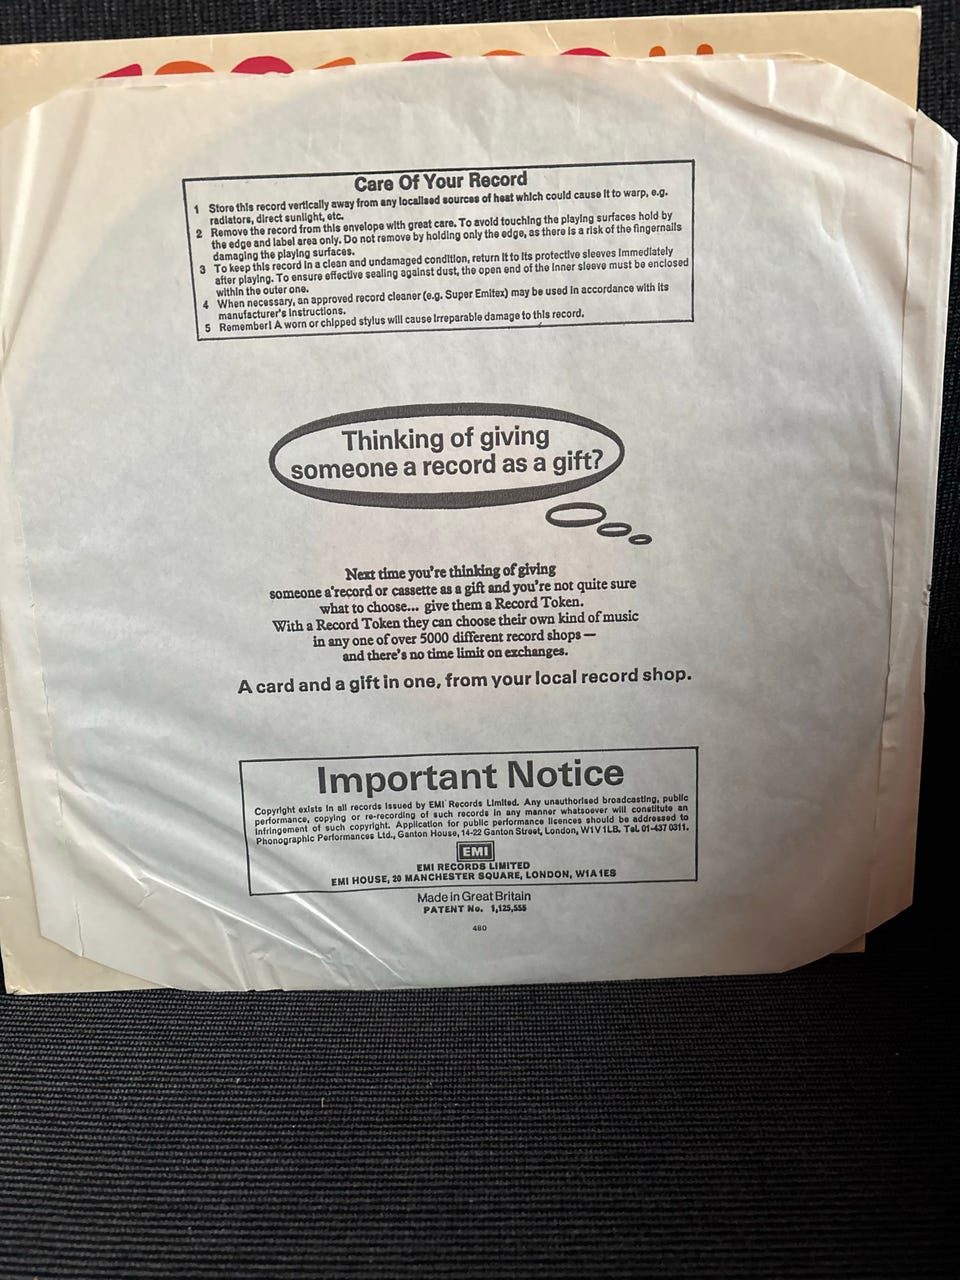 Care Of Your Record
1 Store this record vertically away from any localised sources of heat which could cause it to warp, e.g.
radiators, direct sunlight, etc.
2 Remove the record from this envelope with great care. To avoid touching the playing surfaces hold by
the edge and label area only. Do not remove by holding only the edge, as there is a risk of the fingernails
damaging the playing surfaces.
3 To keep this record in a clean and undamaged condition, return it to its protective sleeves immediately
after playing. To ensure effective sealing against dust, the open end of the inner sleeve must be enclosed
within the outer one.
4 When necessary, an approved record cleaner (e.g. Super Emitex) may be used in accordance with its
manufacturer's instructions.
5 Remember! A worn or chipped stylus will cause irreparable damage to this record.
Thinking of giving
someone a record as a gift?
Next time you're thinking of giving
someone a record or cassette as a gift and you're not quite sure
what to choose... give them a Record Token.
With a Record Token they can choose their own kind of music
in any one of over 5000 different record shops —
and there's no time limit on exchanges.
A card and a gift in one, from your local record shop.
Important Notice
Copyright exists in all records issued by EMI Records Limited. Any unauthorised broadcasting, public
performance, copying or re-recording of such records in any manner whatsoever will constitute an
infringement of such copyright. Application for public performance licences should be addressed to
Phonographic Performances Ltd., Ganton House, 14-22 Ganton Street, London, W1V 1LB. Tel. 01-437 0311.
EMI
EMI RECORDS LIMITED
EMI HOUSE, 20 MANCHESTER SQUARE, LONDON, W1A 1ES
Made in Great Britain
PATENT No. 1,125,555
480